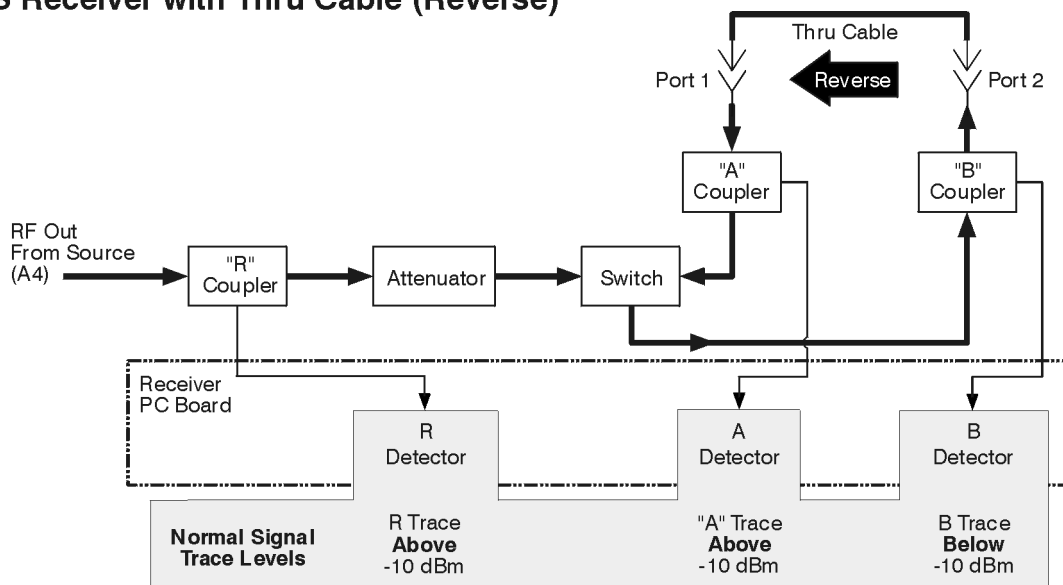 S Receiver with Thru Cable (Reverse)
Thru Cable
Port 1
Reverse
Port 2
"A"
Coupler
"B"
Coupler
RF Out
From Source
(A4)
"R"
Coupler
Attenuator
Switch
Receiver
PC Board
R
Detector
A
Detector
B
Detector
Normal Signal
Trace Levels
R Trace
Above
-10 dBm
"A" Trace
Above
-10 dBm
B Trace
Below
-10 dBm